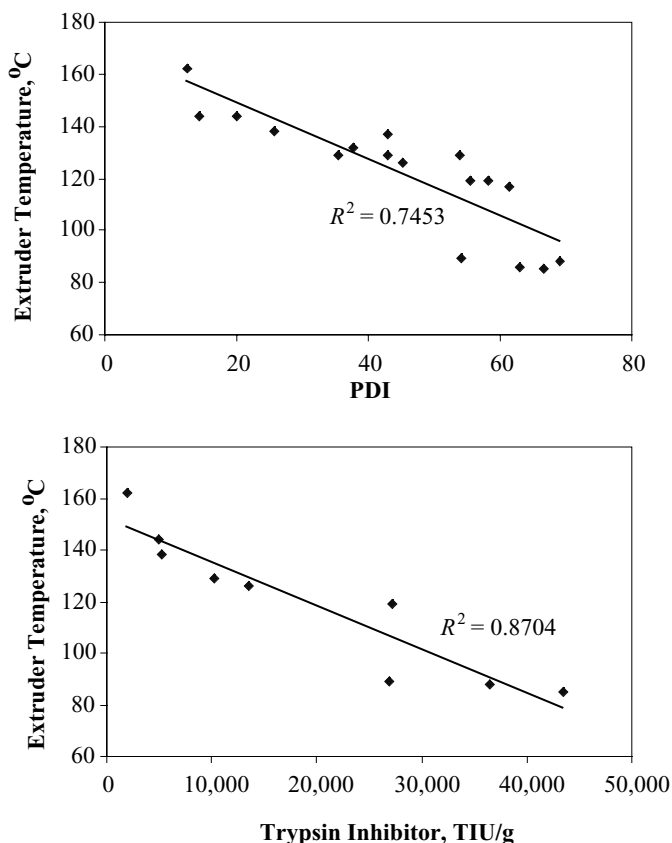 Extruder Temperature, ⁰C
180
160
140
120
100
80
60
R² = 0.7453
0 20 40 60 80
PDI
Extruder Temperature, ⁰C
180
160
140
120
100
80
60
R² = 0.8704
0 10,000 20,000 30,000 40,000 50,000
Trypsin Inhibitor, TIU/g